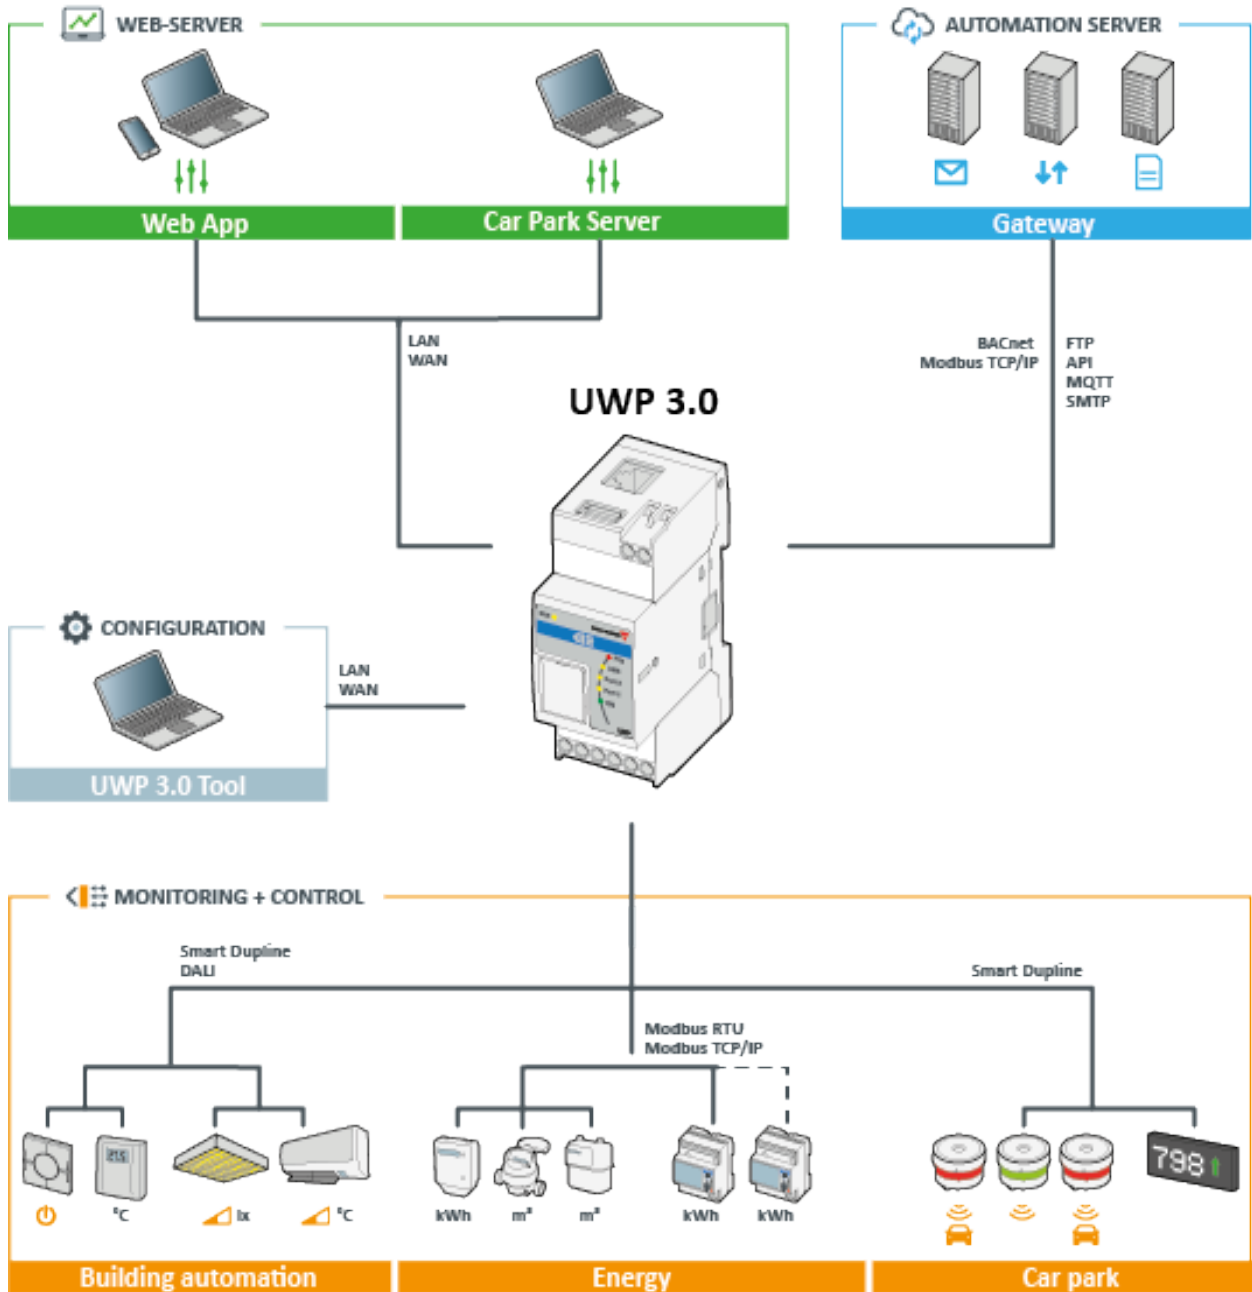 WEB-SERVER
AUTOMATION SERVER
Web App
Car Park Server
Gateway
LAN
WAN
BACnet
Modbus TCP/IP
FTP
API
MQTT
SMTP
UWP 3.0
CONFIGURATION
LAN
WAN
UWP 3.0 Tool
MONITORING + CONTROL
Smart Dupline
DALI
Smart Dupline
Modbus RTU
Modbus TCP/IP
798
°C
lx
°C
kWh
m³
m³
kWh
kWh
Building automation
Energy
Car park